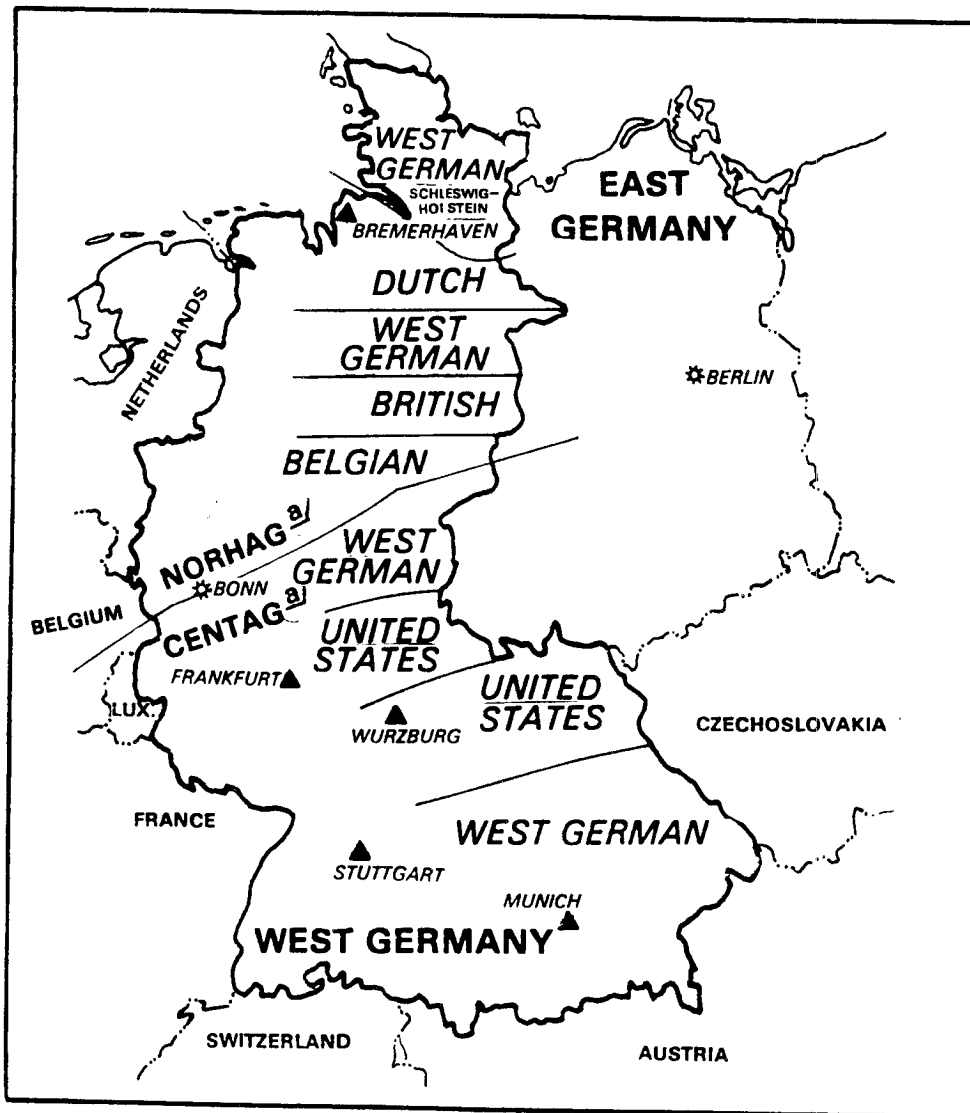 WEST
GERMAN
SCHLESWIG-
HOLSTEIN
BREMERHAVEN
EAST
GERMANY
DUTCH
NETHERLANDS
WEST
GERMAN
BERLIN
BRITISH
BELGIAN
NORHAG a/
WEST
GERMAN
BONN
BELGIUM
CENTAG a/
UNITED
STATES
FRANKFURT
UNITED
STATES
LUX.
WURZBURG
CZECHOSLOVAKIA
FRANCE
WEST GERMAN
STUTTGART
MUNICH
WEST GERMANY
SWITZERLAND
AUSTRIA